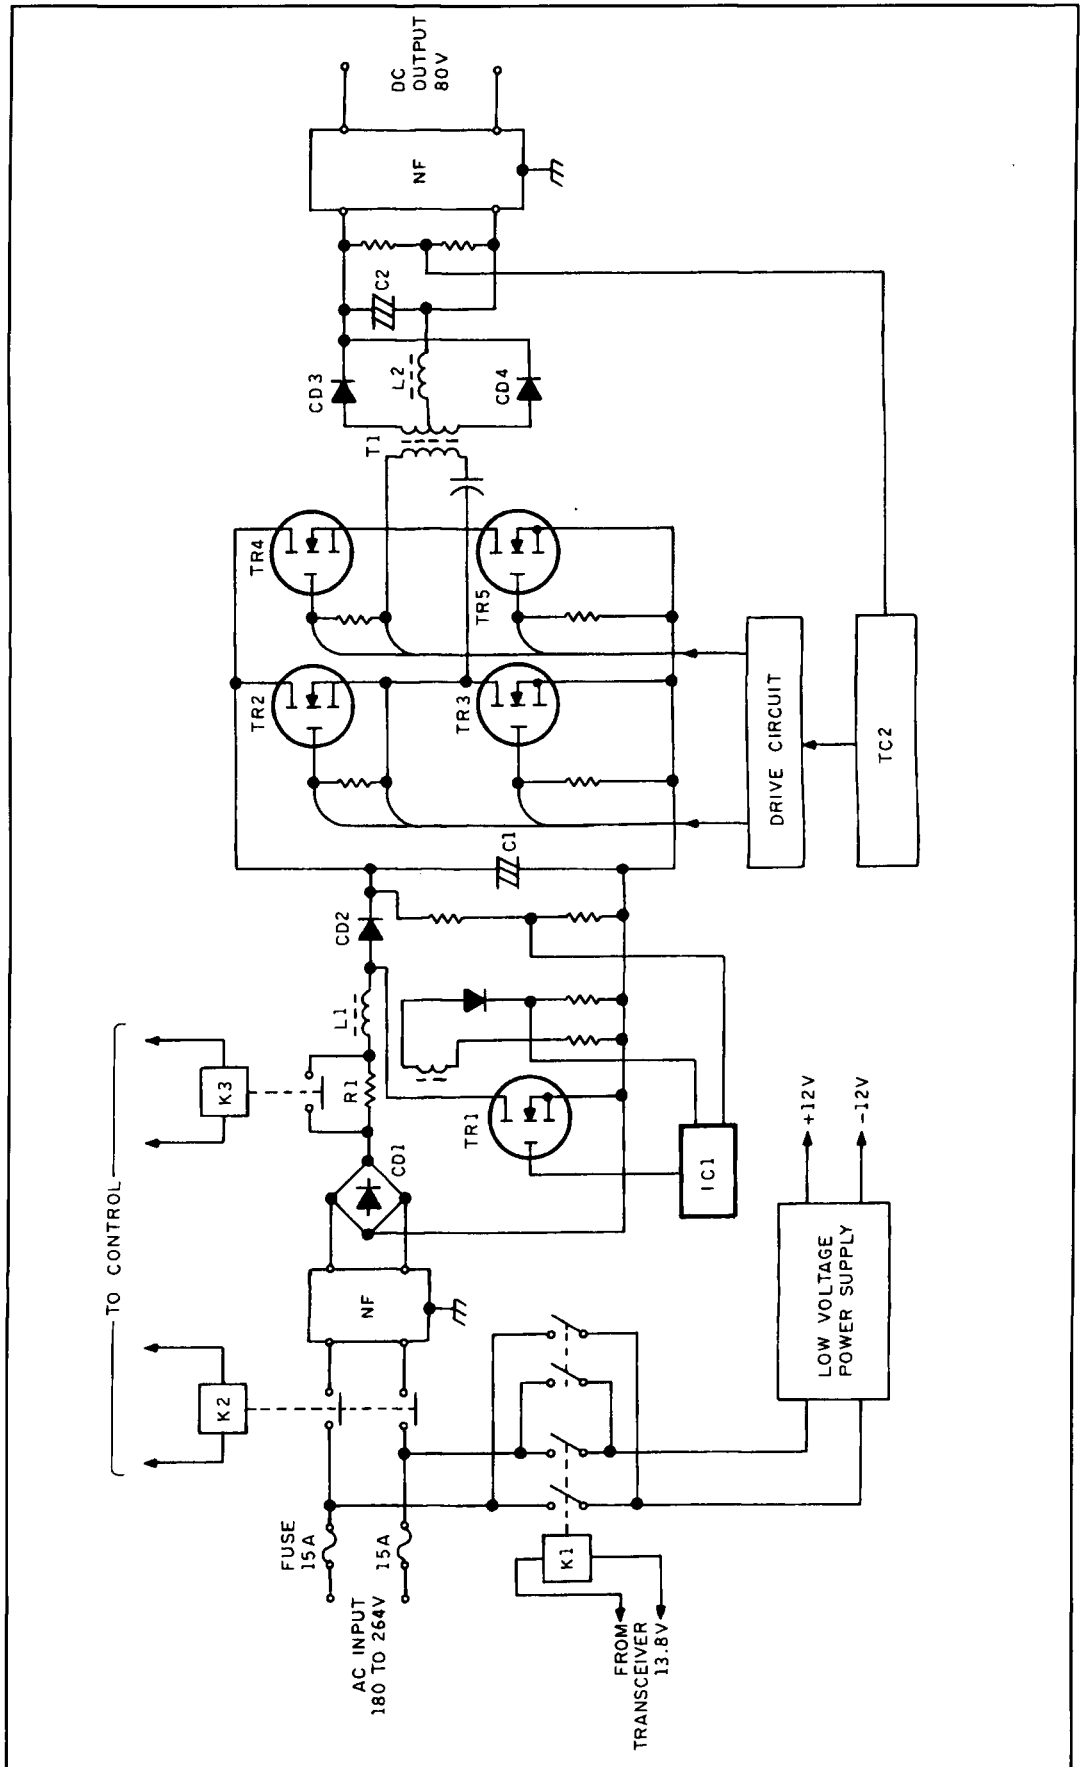 TO CONTROL
K2
K3
FUSE
15A
15A
AC INPUT
180 TO 264V
NF
CD1
R1
L1
CD2
TR1
IC1
C1
K1
FROM
TRANSCEIVER
13.8V
LOW VOLTAGE
POWER SUPPLY
+12V
-12V
TR2
TR4
TR3
TR5
DRIVE CIRCUIT
TC2
T1
CD3
L2
CD4
C2
NF
DC
OUTPUT
80V